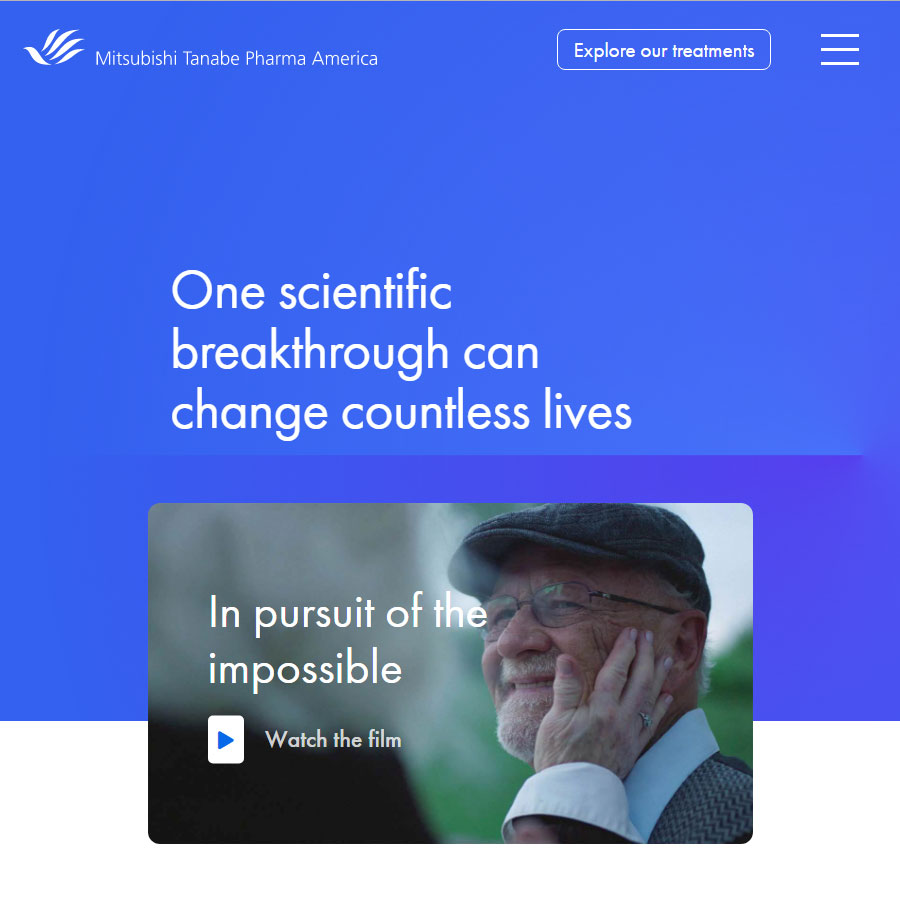 Mitsubishi Tanabe Pharma America
Explore our treatments
One scientific
breakthrough can
change countless lives
In pursuit of the
impossible
Watch the film